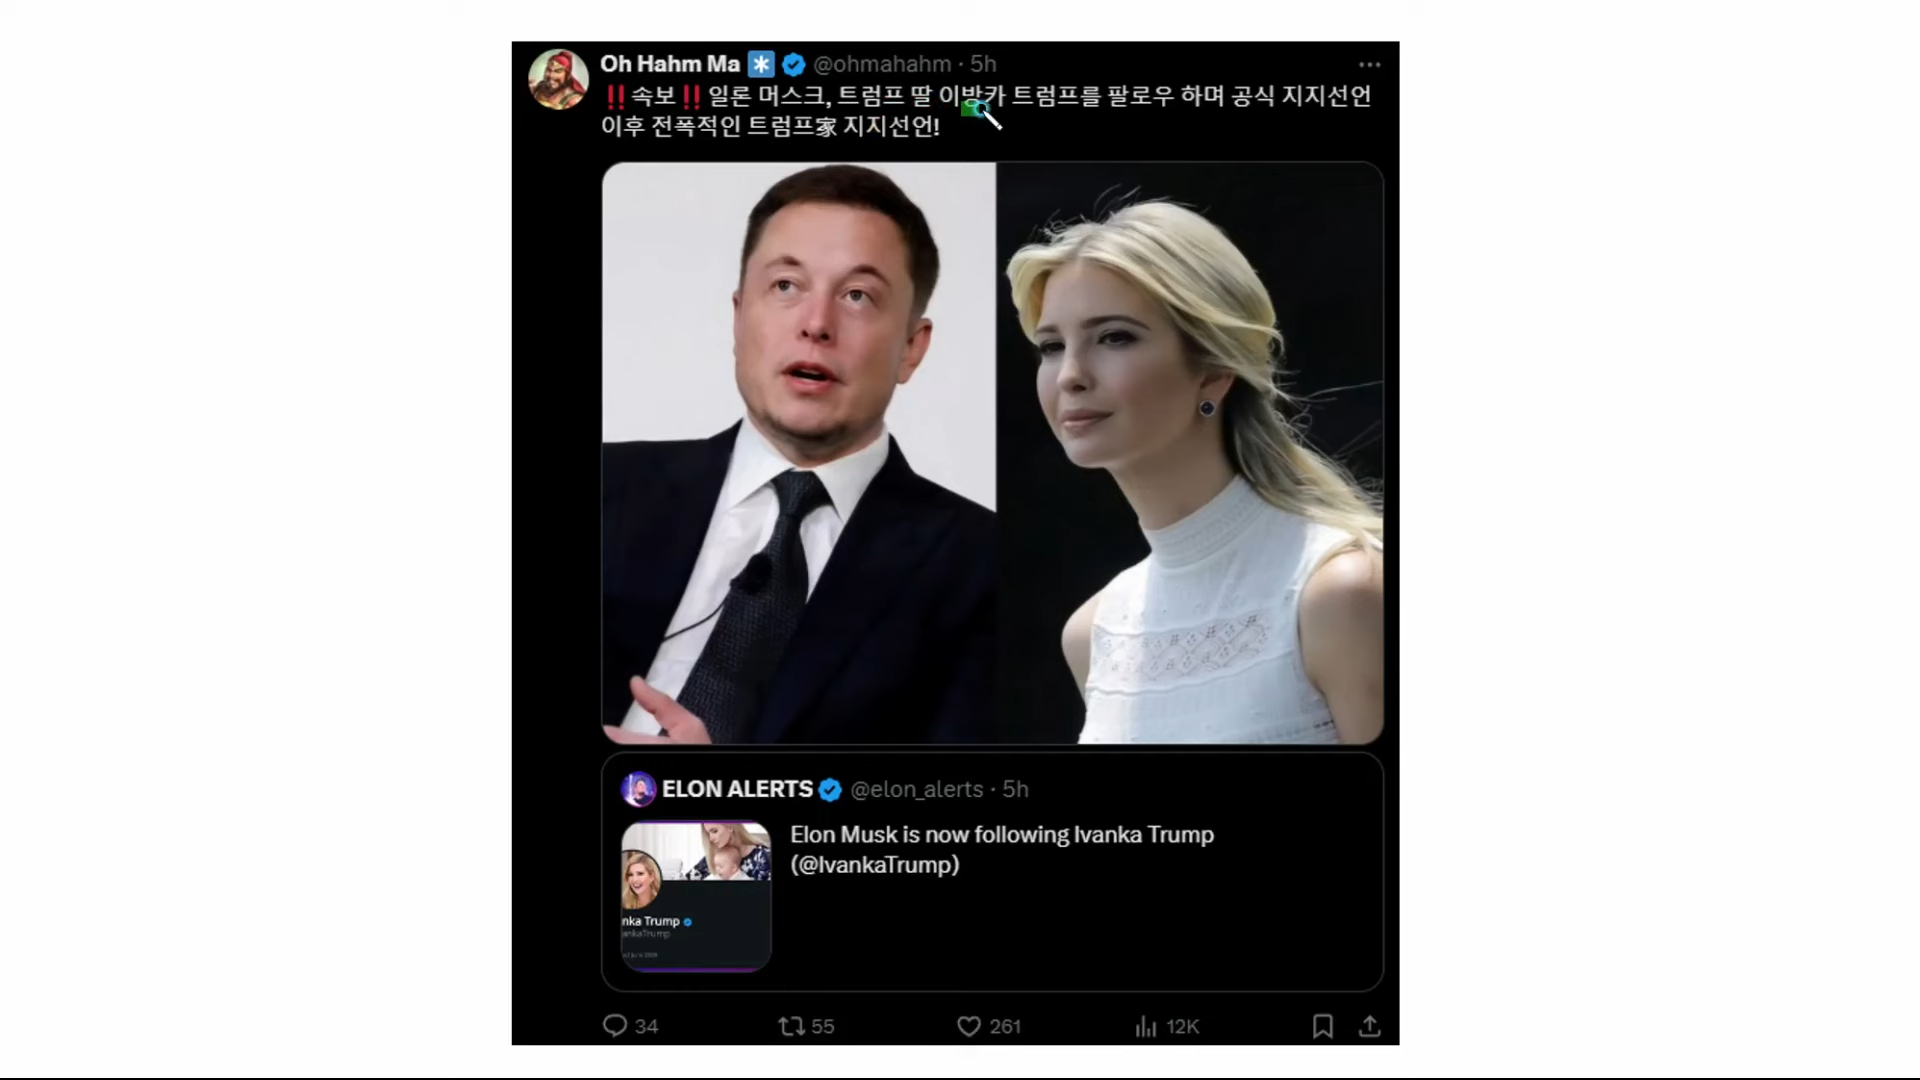 Oh Hahm Ma @ohmahahm · 5h
‼속보‼일론 머스크, 트럼프 딸 이방카 트럼프를 팔로우 하며 공식 지지선언
이후 전폭적인 트럼프家 지지선언!
ELON ALERTS @elon_alerts · 5h
Elon Musk is now following Ivanka Trump
(@IvankaTrump)
nka Trump
ankaTrump
34 55 261 12K